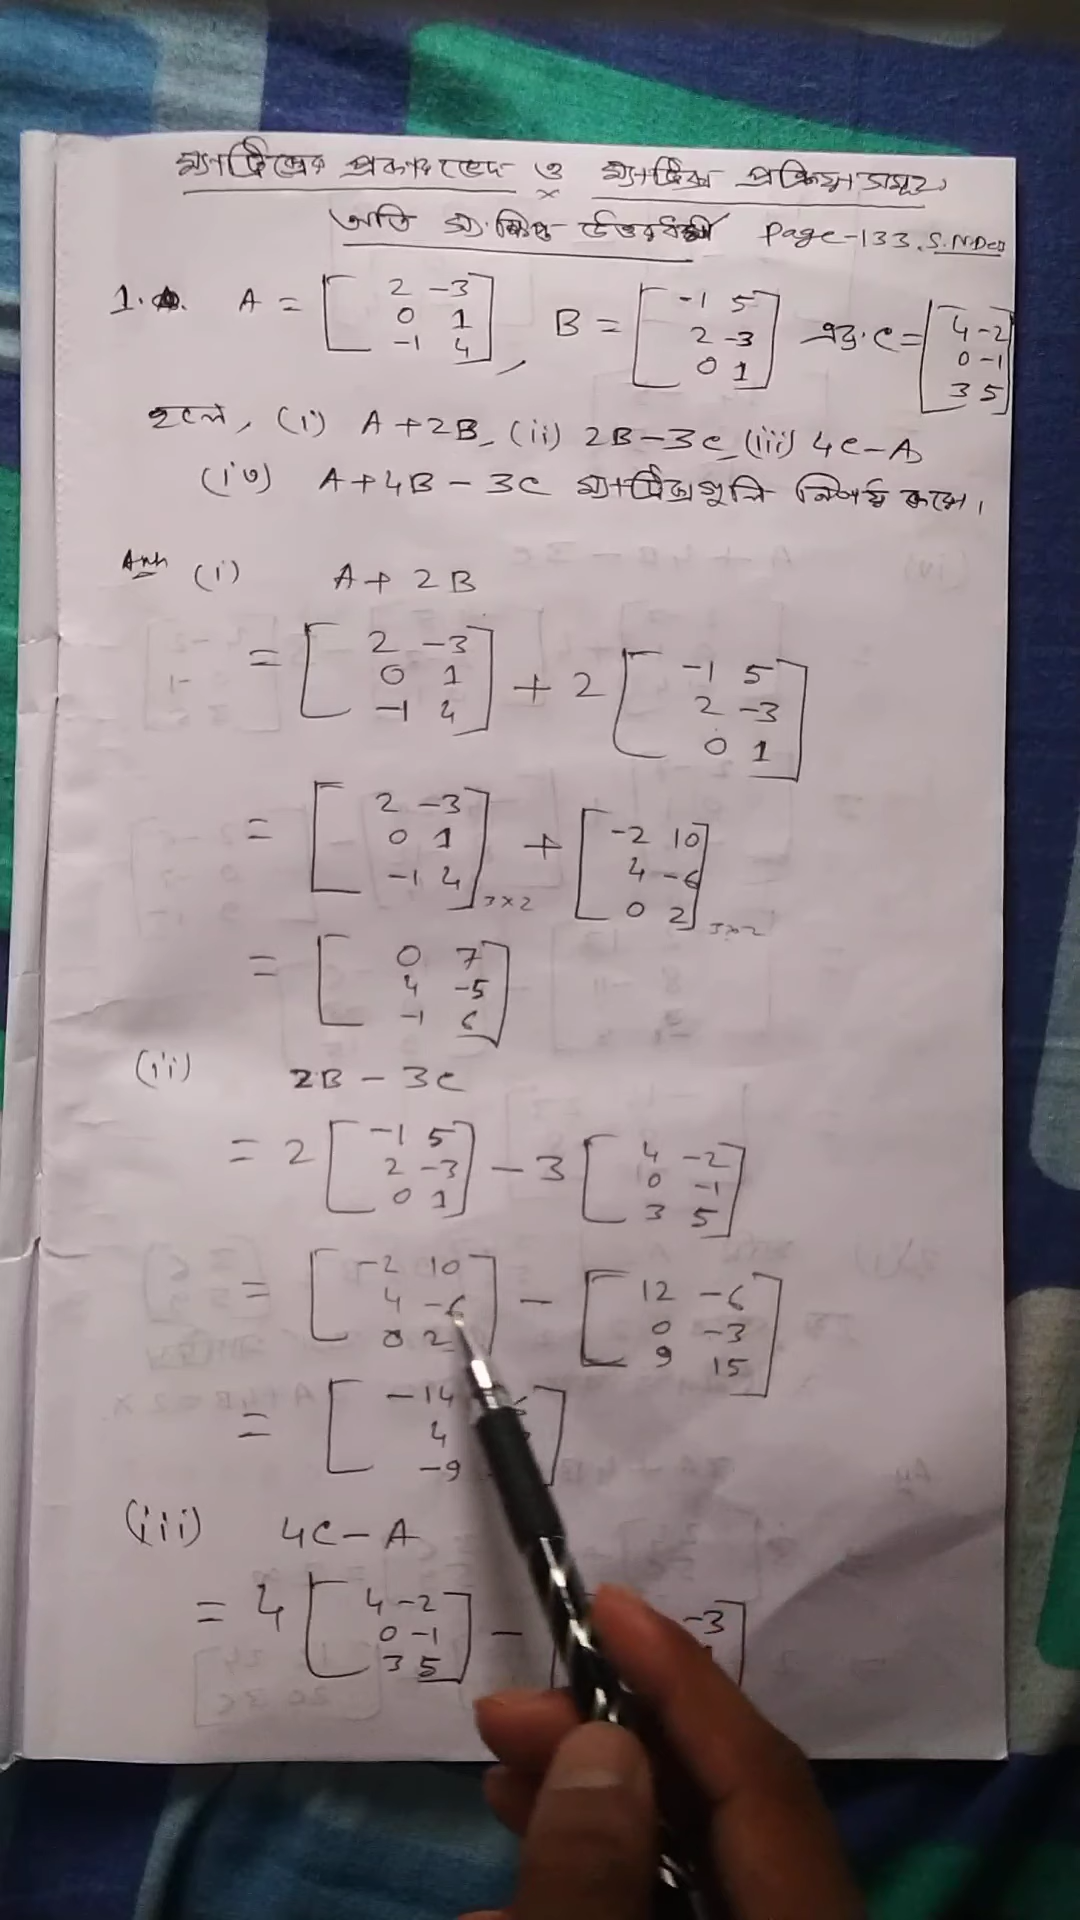 ম্যাট্রিক্সের প্রকারভেদ ও ম্যাট্রিক্স প্রক্রিয়াসমূহ
অতি সংক্ষিপ্ত উত্তরধর্মী Page-133. S.N.Dey
1. A = [ 2 -3 0 1 -1 4 ], B = [ -1 5 2 -3 0 1 ] এবং C = [ 4 -2 0 -1 3 5 ]
হলে, (i) A+2B, (ii) 2B-3C, (iii) 4C-A
(iv) A+4B-3C ম্যাট্রিক্সগুলি নির্ণয় করো।
Ans (i) A+ 2B
= [ 2 -3 0 1 -1 4 ] + 2 [ -1 5 2 -3 0 1 ]
= [ 2 -3 0 1 -1 4 ] 3×2 + [ -2 10 4 -6 0 2 ] 3×2
= [ 0 7 4 -5 -1 6 ]
(ii) 2B - 3C
= 2 [ -1 5 2 -3 0 1 ] - 3 [ 4 -2 0 -1 3 5 ]
= [ -2 10 4 -6 0 2 ] - [ 12 -6 0 -3 9 15 ]
= [ -14 4 -9 ]
(iii) 4C-A
= 4 [ 4 -2 0 -1 3 5 ] - [ -3 ]